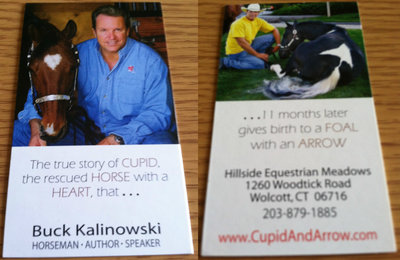 The true story of CUPID,
the rescued HORSE with a
HEART, that...
Buck Kalinowski
HORSEMAN • AUTHOR • SPEAKER
...11 months later
gives birth to a FOAL
with an ARROW
Hillside Equestrian Meadows
1260 Woodtick Road
Wolcott, CT 06716
203-879-1885
www.CupidAndArrow.com